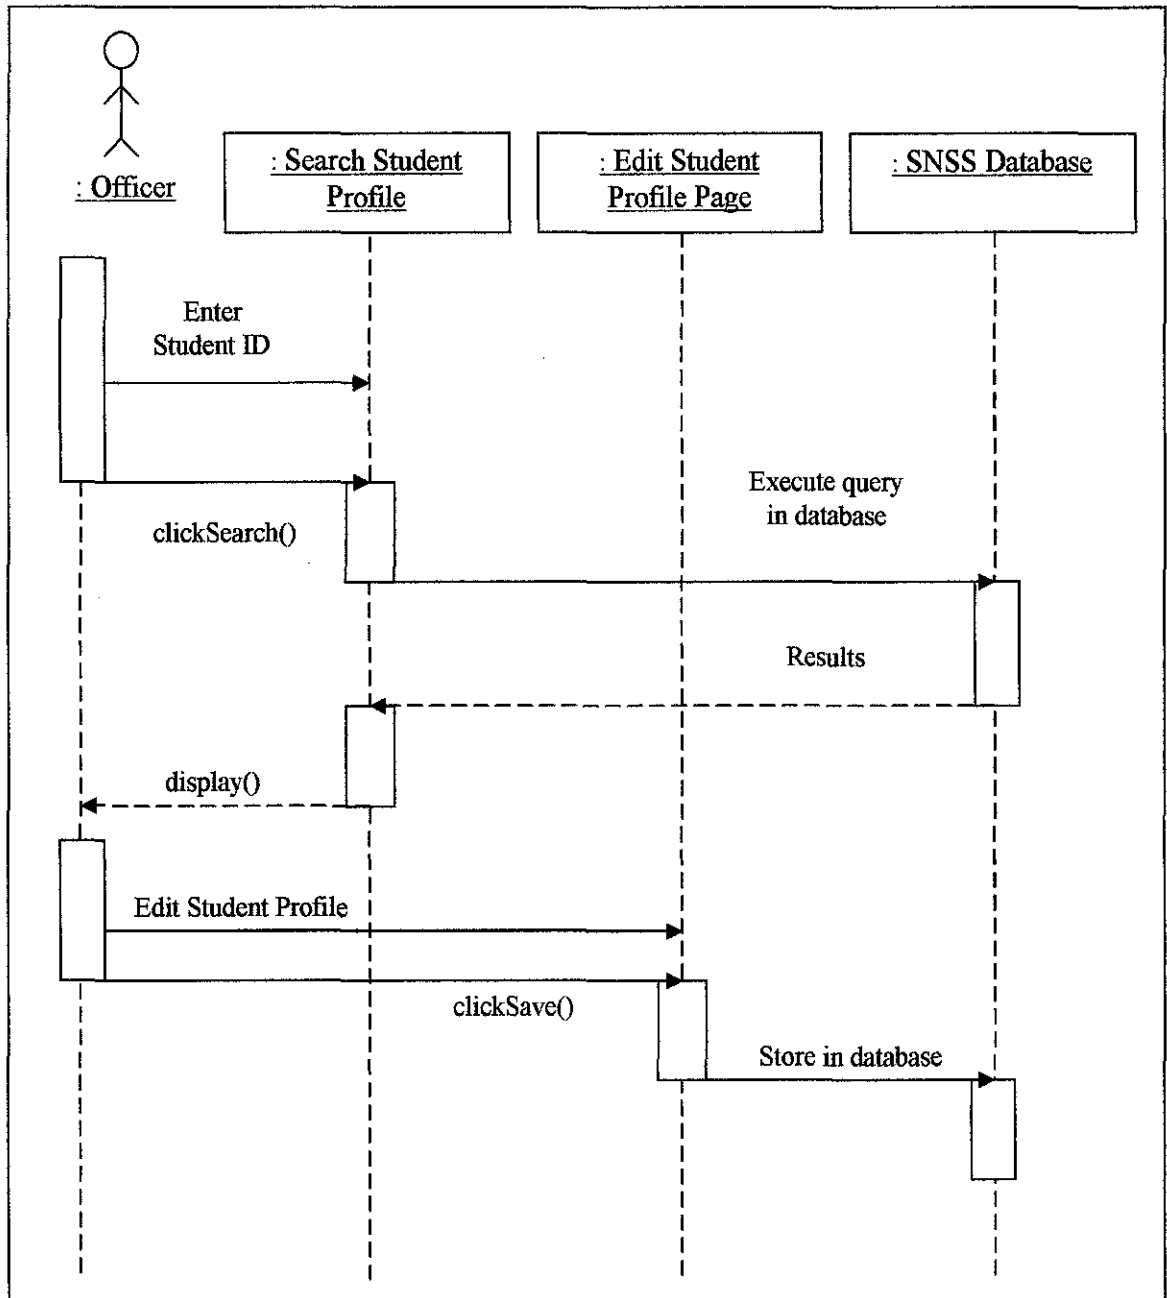 : Officer
: Search Student
Profile
: Edit Student
Profile Page
: SNSS Database
Enter
Student ID
clickSearch()
Execute query
in database
Results
display()
Edit Student Profile
clickSave()
Store in database